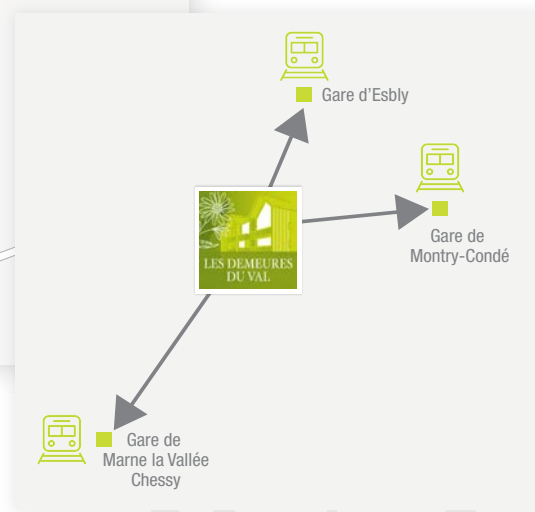 Gare d'Esbly
Gare de
Montry-Condé
LES DEMEURES
DU VAL
Gare de
Marne la Vallée
Chessy